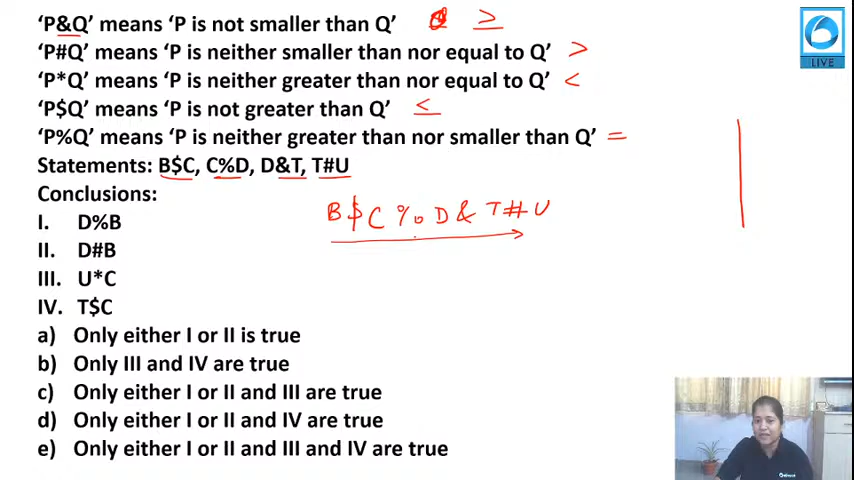 ‘P&Q’ means ‘P is not smaller than Q’ ≥
‘P#Q’ means ‘P is neither smaller than nor equal to Q’ >
‘P*Q’ means ‘P is neither greater than nor equal to Q’ <
‘P$Q’ means ‘P is not greater than Q’ ≤
‘P%Q’ means ‘P is neither greater than nor smaller than Q’ =
Statements: B$C, C%D, D&T, T#U
Conclusions:
B$C%D&T#U
I. D%B
II. D#B
III. U*C
IV. T$C
a) Only either I or II is true
b) Only III and IV are true
c) Only either I or II and III are true
d) Only either I or II and IV are true
e) Only either I or II and III and IV are true
LIVE